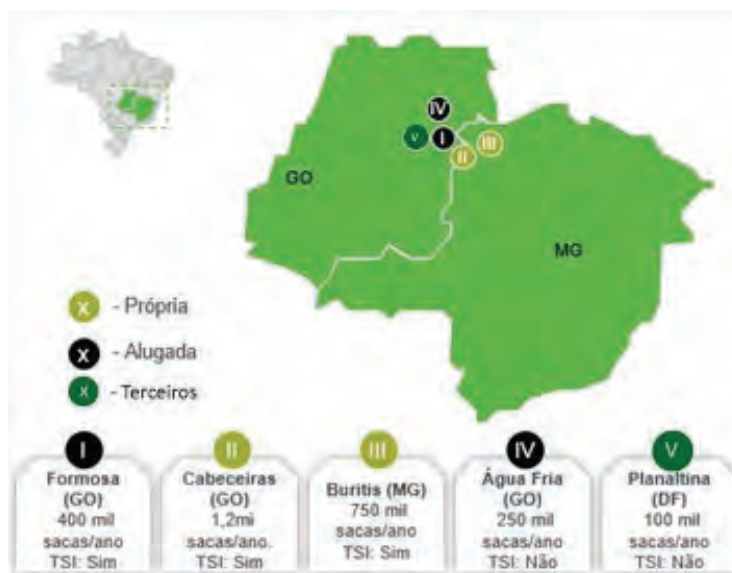 IV
V
I
II
III
GO
MG
X - Própria
X - Alugada
X - Terceiros
I
Formosa
(GO)
400 mil
sacas/ano
TSI: Sim
II
Cabeceiras
(GO)
1,2mi
sacas/ano.
TSI: Sim
III
Buritis (MG)
750 mil
sacas/ano
TSI: Sim
IV
Água Fria
(GO)
250 mil
sacas/ano
TSI: Não
V
Planaltina
(DF)
100 mil
sacas/ano
TSI: Não